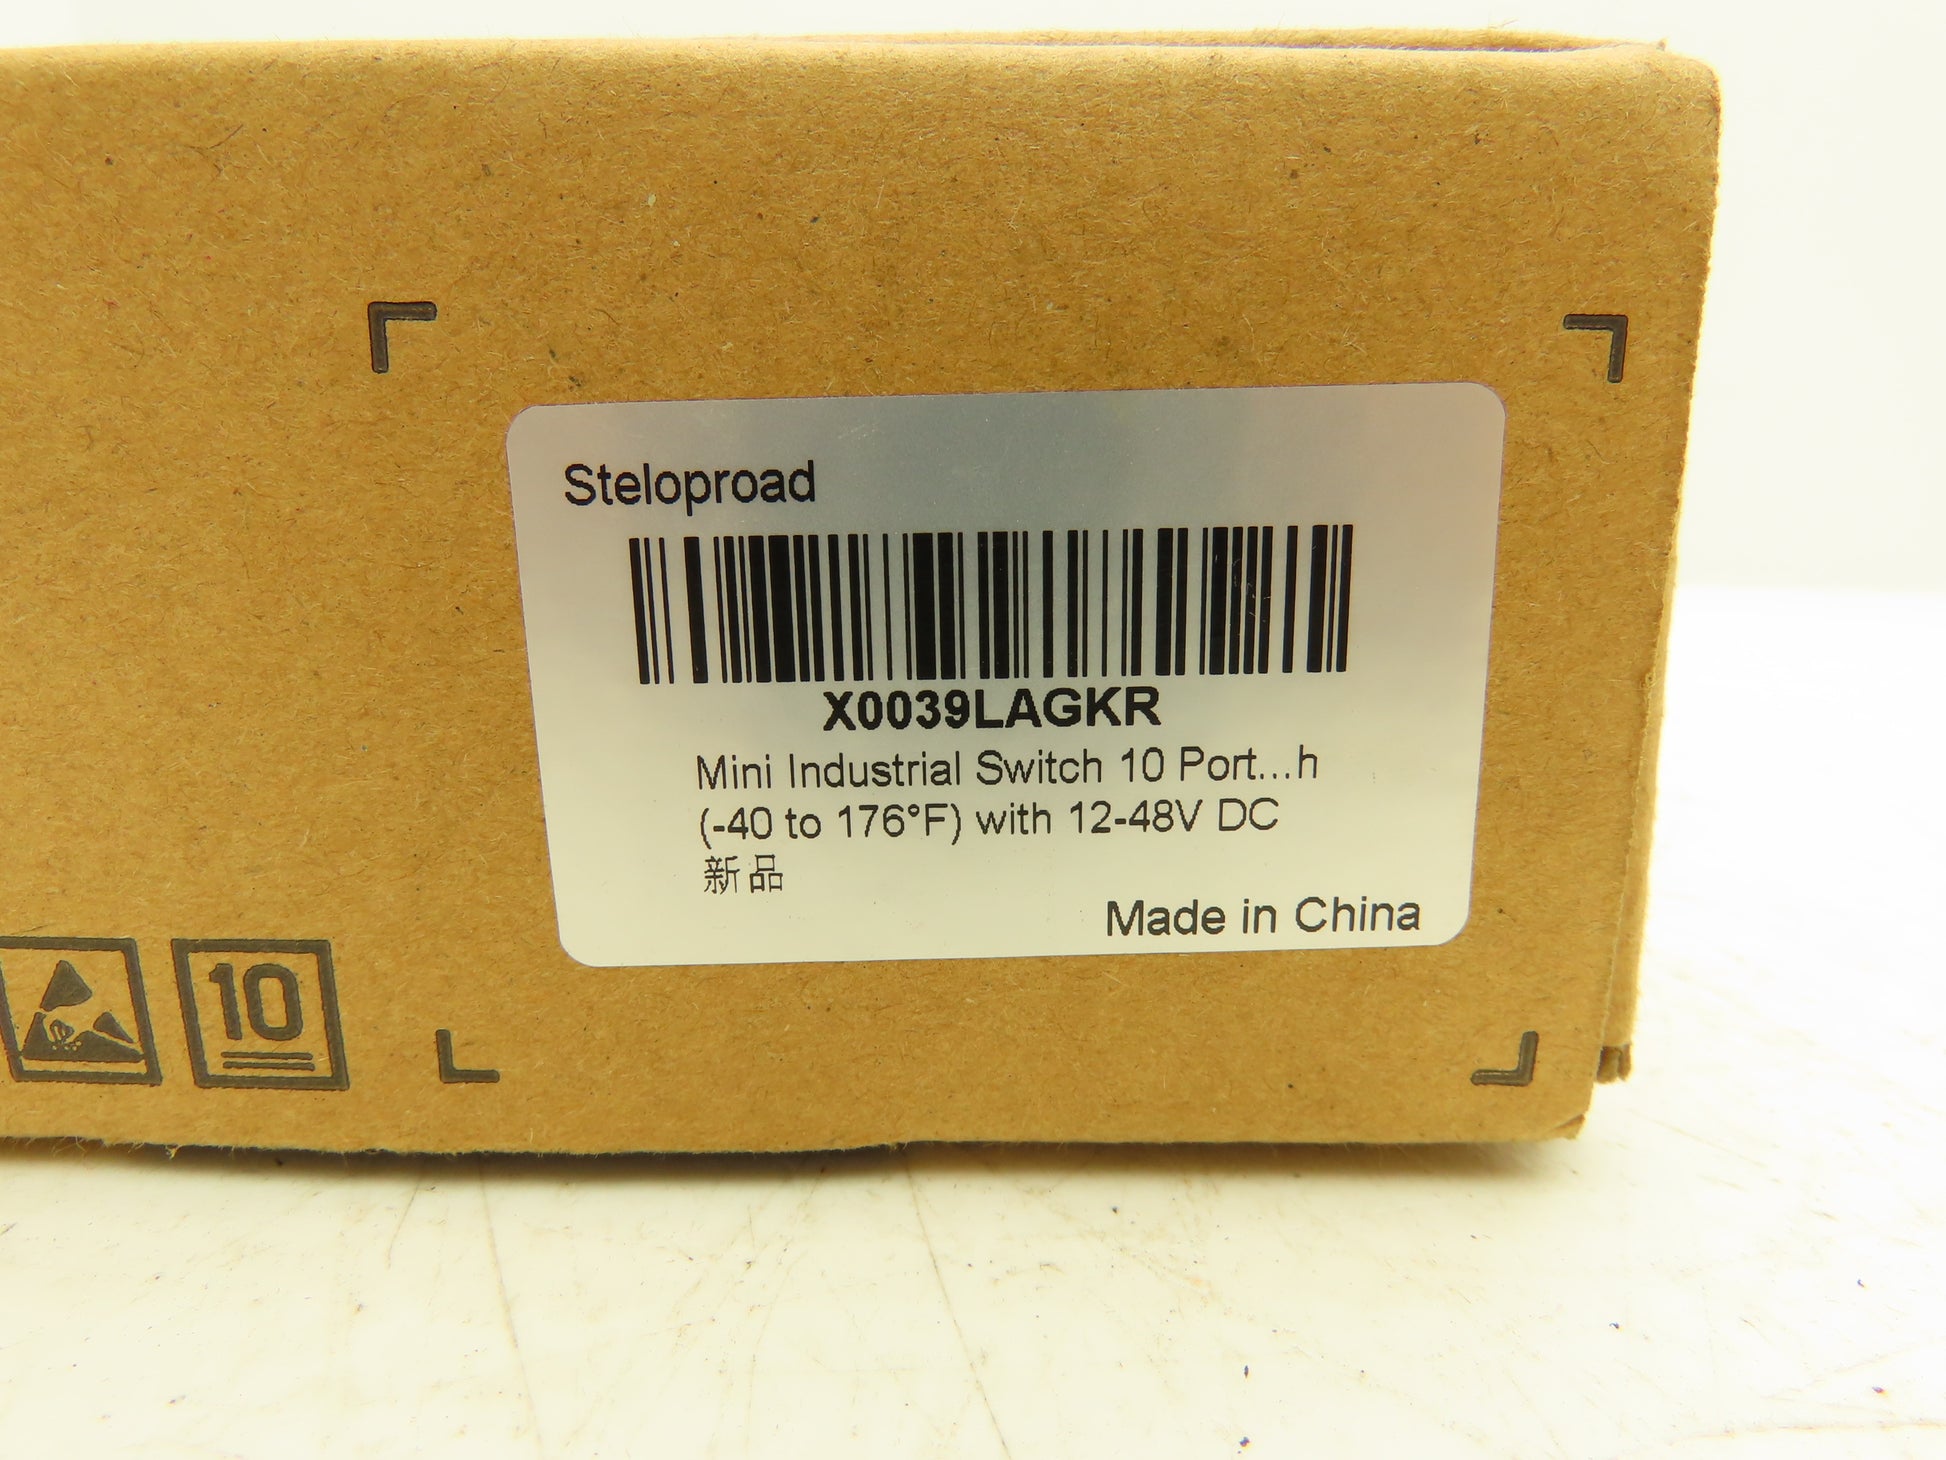 Steloproad
X0039LAGKR
Mini Industrial Switch 10 Port...h
(-40 to 176°F) with 12-48V DC
新品
Made in China
10